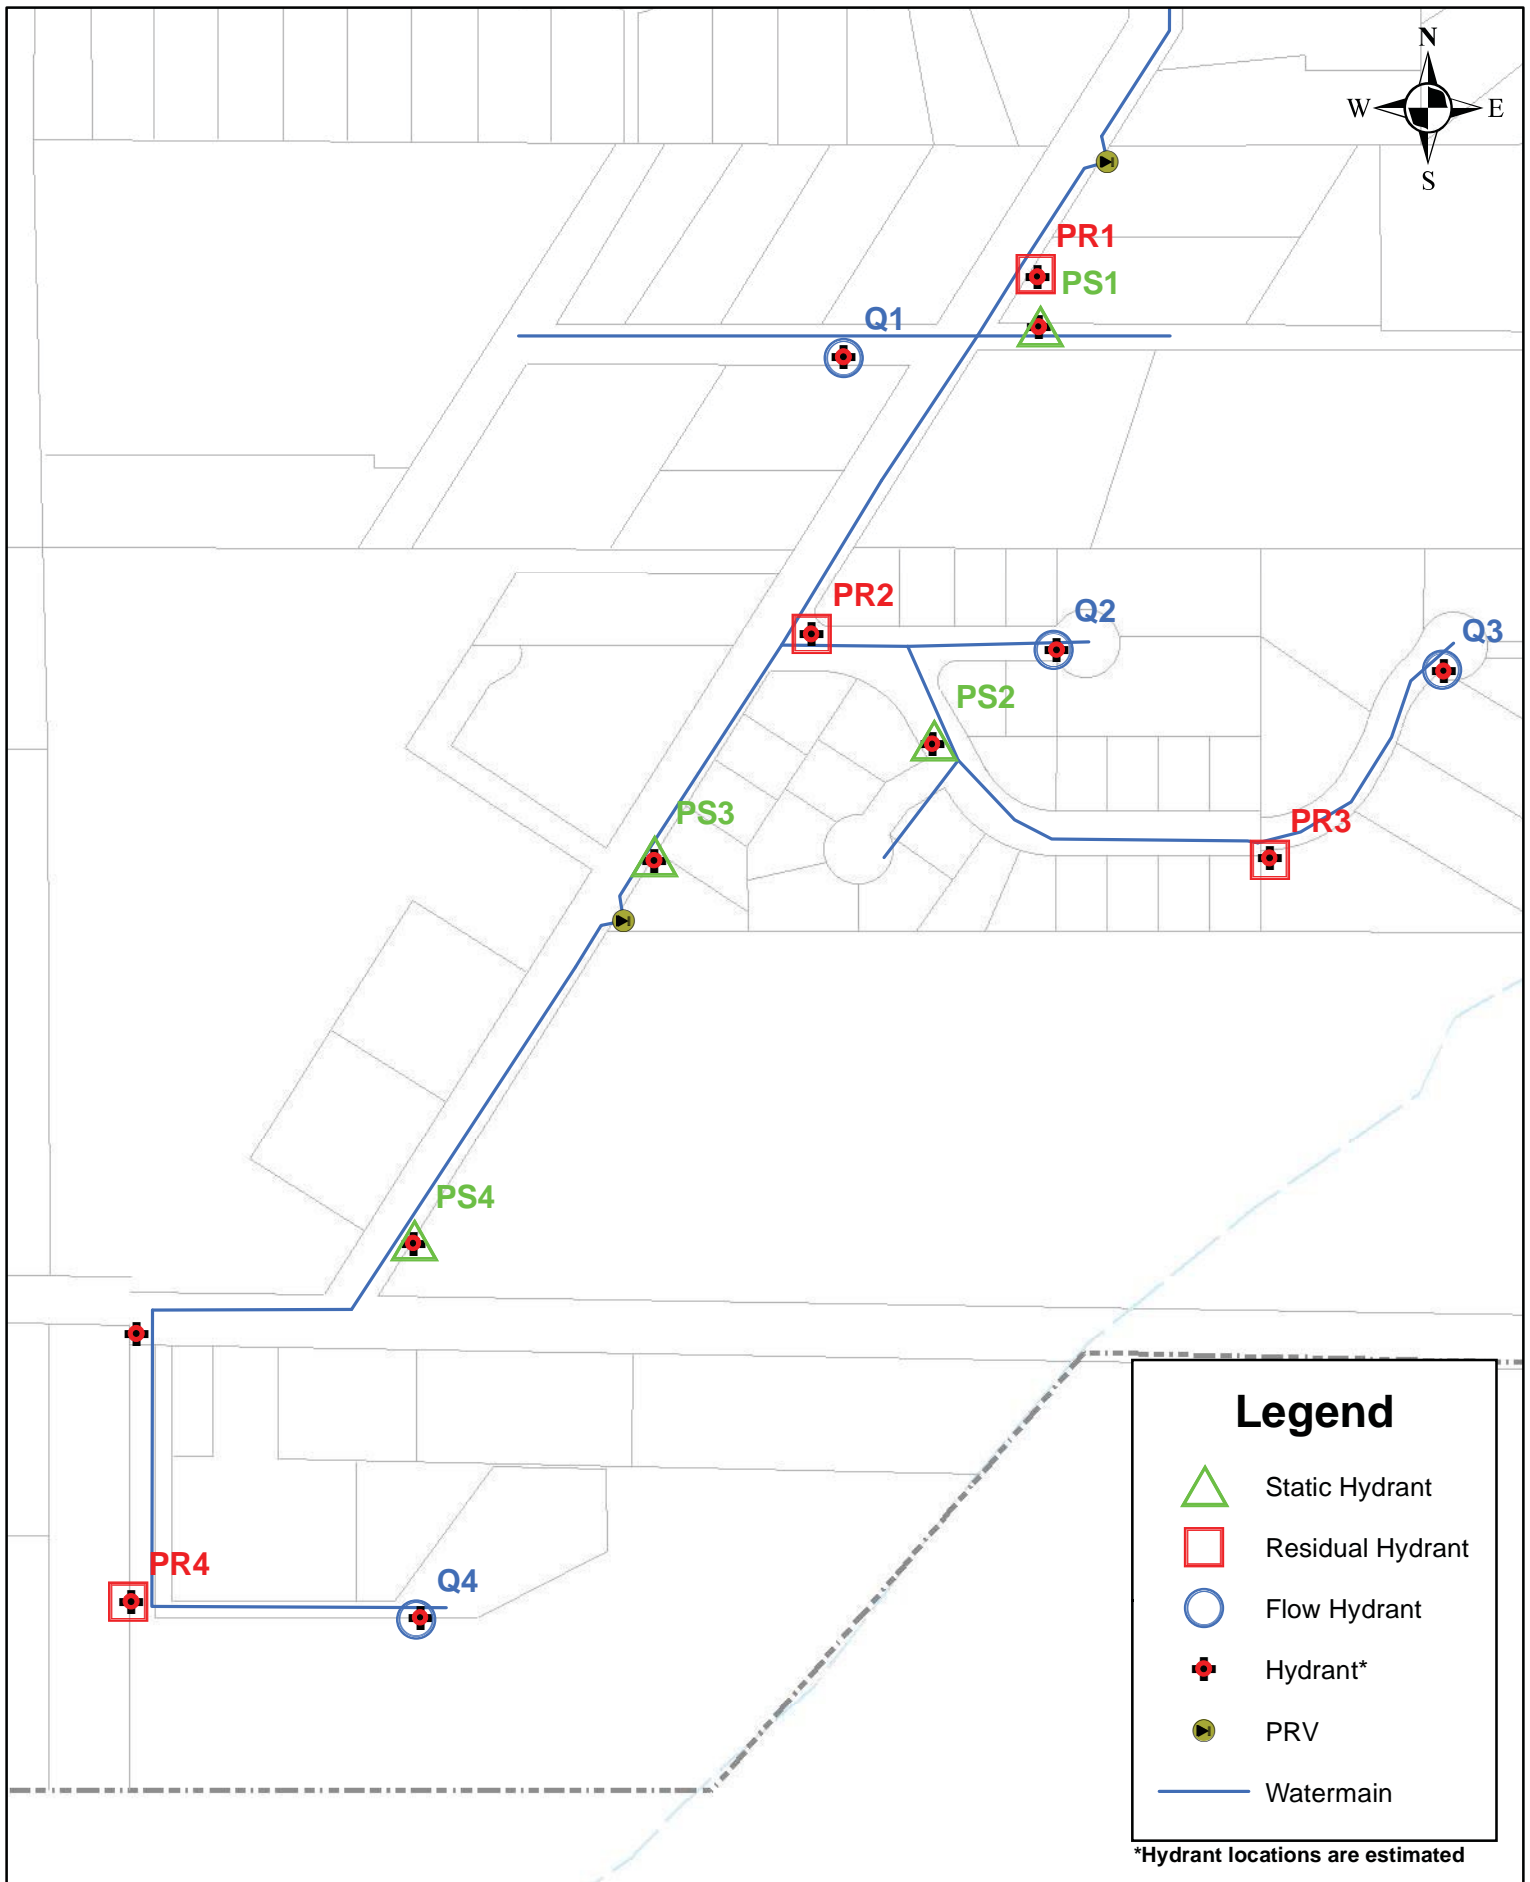 N
W E
S
PR1
PS1
Q1
PR2
Q2
Q3
PS2
PS3
PR3
PS4
PR4
Q4
Legend
Static Hydrant
Residual Hydrant
Flow Hydrant
Hydrant*
PRV
Watermain
*Hydrant locations are estimated